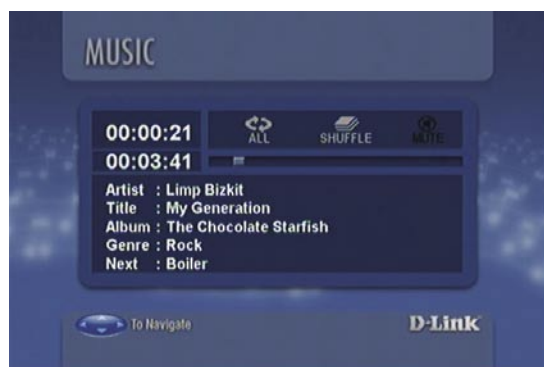 MUSIC
00:00:21
ALL
SHUFFLE
MUTE
00:03:41
Artist : Limp Bizkit
Title : My Generation
Album : The Chocolate Starfish
Genre : Rock
Next : Boiler
To Navigate
D-Link